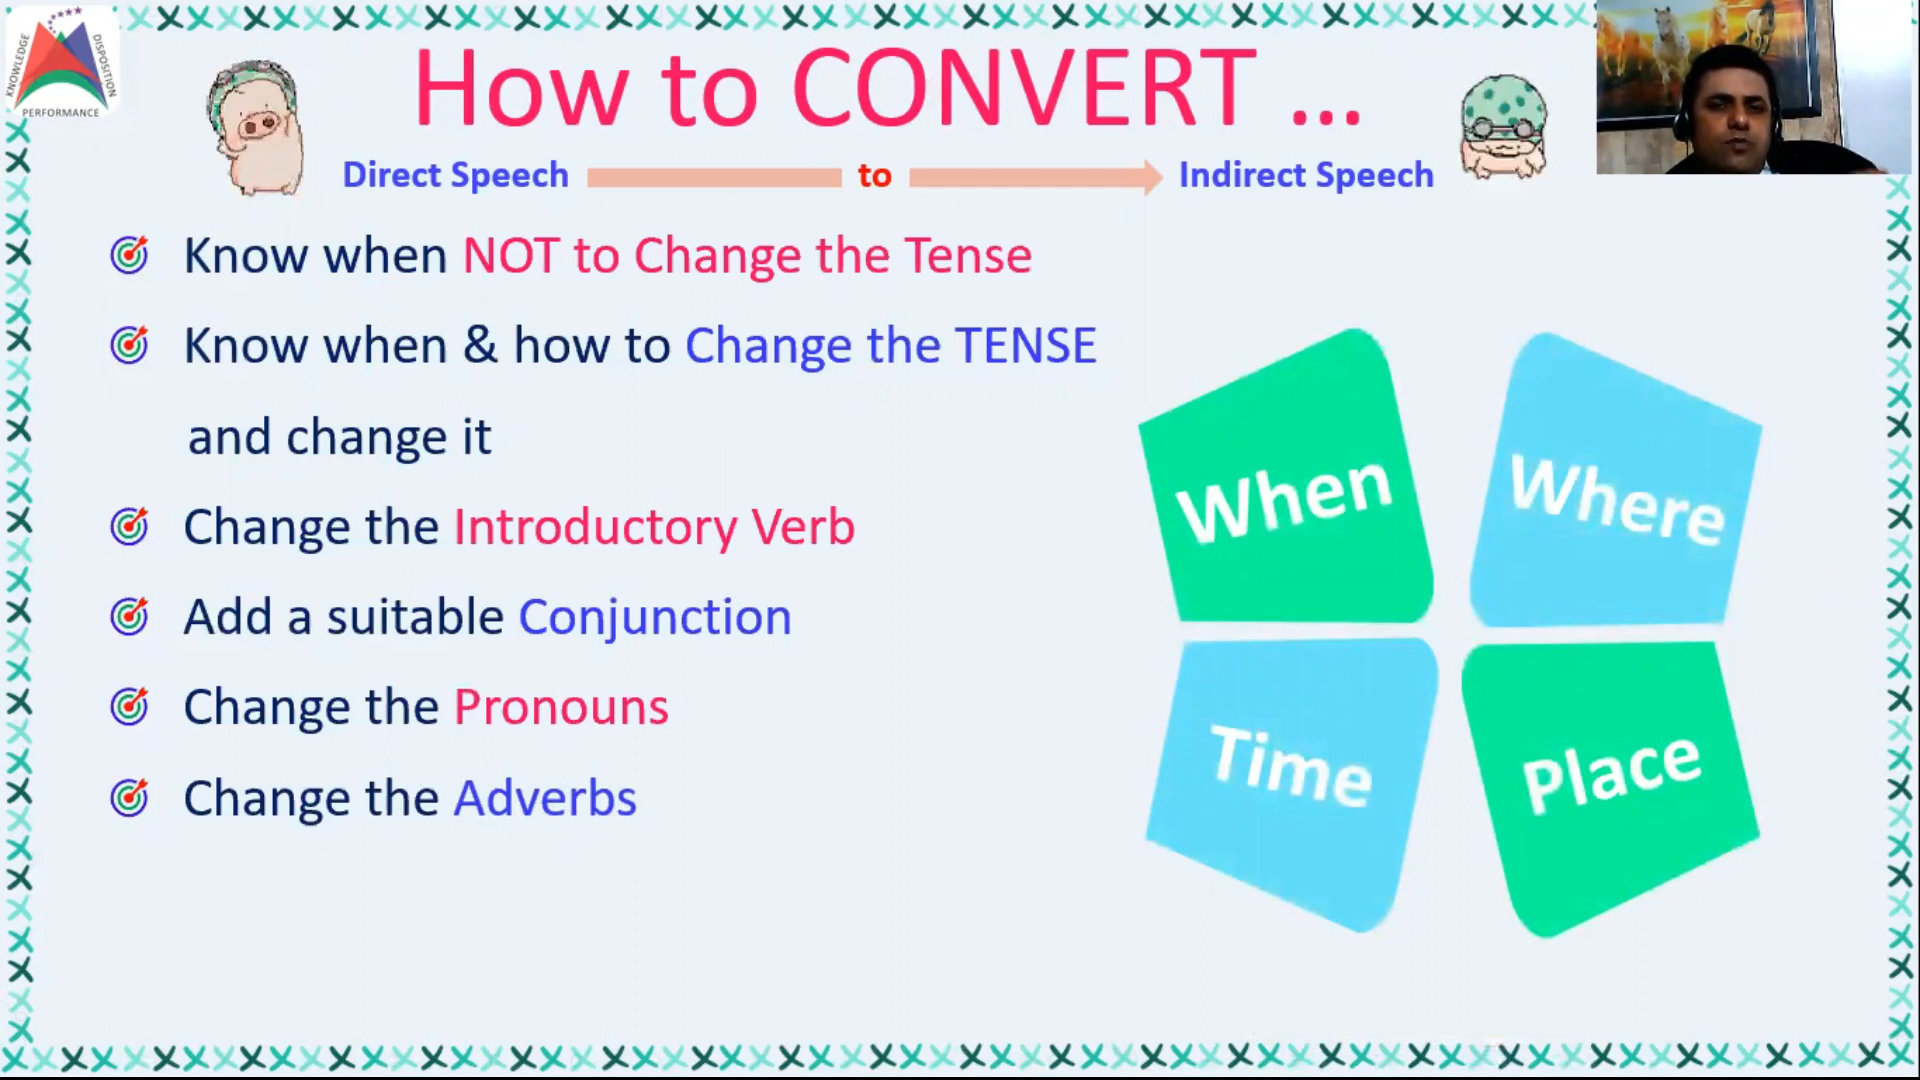 KNOWLEDGE
DISPOSITION
PERFORMANCE
How to CONVERT ...
Direct Speech to Indirect Speech
Know when NOT to Change the Tense
Know when & how to Change the TENSE
and change it
Change the Introductory Verb
Add a suitable Conjunction
Change the Pronouns
Change the Adverbs
When
Where
Time
Place